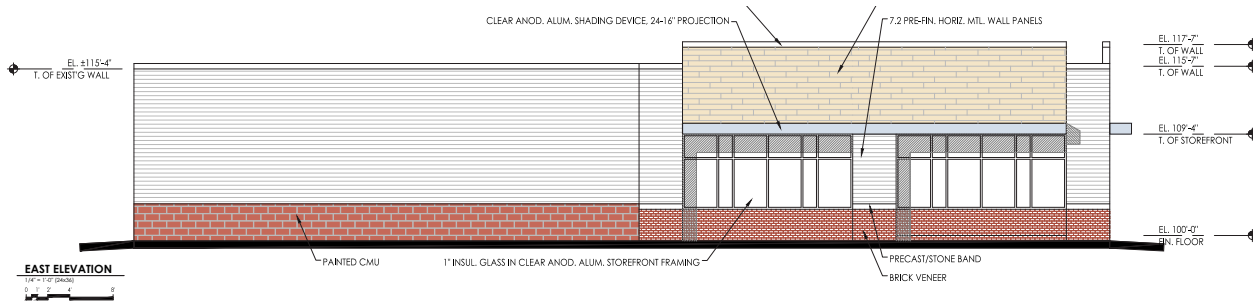 CLEAR ANOD. ALUM. SHADING DEVICE, 24-16" PROJECTION
7.2 PRE-FIN. HORIZ. MTL. WALL PANELS
EL. ±115'-4"
T. OF EXIST'G WALL
EL. 117'-7"
T. OF WALL
EL. 115'-7"
T. OF WALL
EL. 109'-4"
T. OF STOREFRONT
EL. 100'-0"
FIN. FLOOR
PAINTED CMU
1" INSUL. GLASS IN CLEAR ANOD. ALUM. STOREFRONT FRAMING
PRECAST/STONE BAND
BRICK VENEER
EAST ELEVATION
1/4" = 1'-0" (24x36)
0 1' 2' 4' 8'